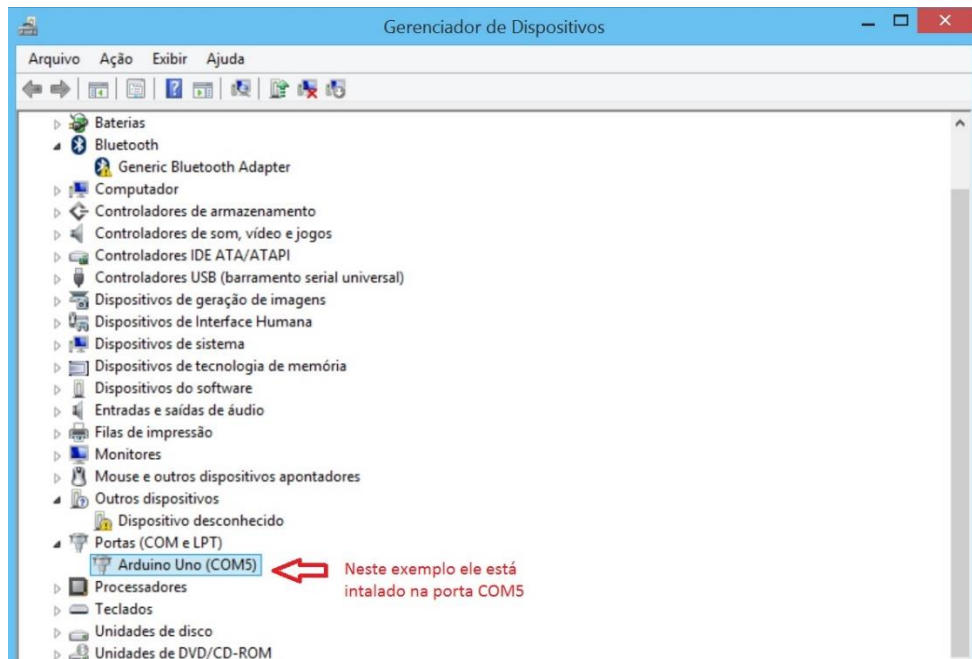 Gerenciador de Dispositivos
Arquivo Ação Exibir Ajuda
Baterias
Bluetooth
Generic Bluetooth Adapter
Computador
Controladores de armazenamento
Controladores de som, vídeo e jogos
Controladores IDE ATA/ATAPI
Controladores USB (barramento serial universal)
Dispositivos de geração de imagens
Dispositivos de Interface Humana
Dispositivos de sistema
Dispositivos de tecnologia de memória
Dispositivos do software
Entradas e saídas de áudio
Filas de impressão
Monitores
Mouse e outros dispositivos apontadores
Outros dispositivos
Dispositivo desconhecido
Portas (COM e LPT)
Arduino Uno (COM5)
Neste exemplo ele está
intalado na porta COM5
Processadores
Teclados
Unidades de disco
Unidades de DVD/CD-ROM